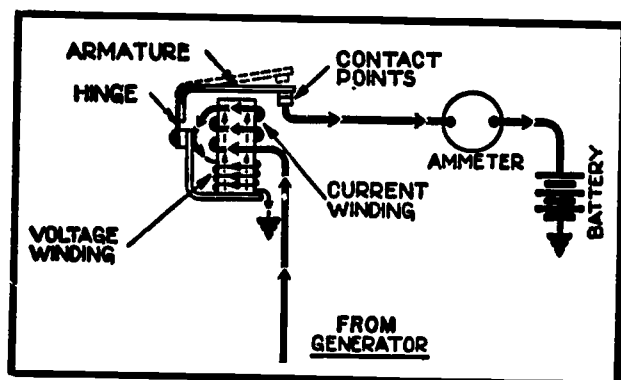 ARMATURE
CONTACT
POINTS
HINGE
AMMETER
BATTERY
CURRENT
WINDING
VOLTAGE
WINDING
FROM
GENERATOR